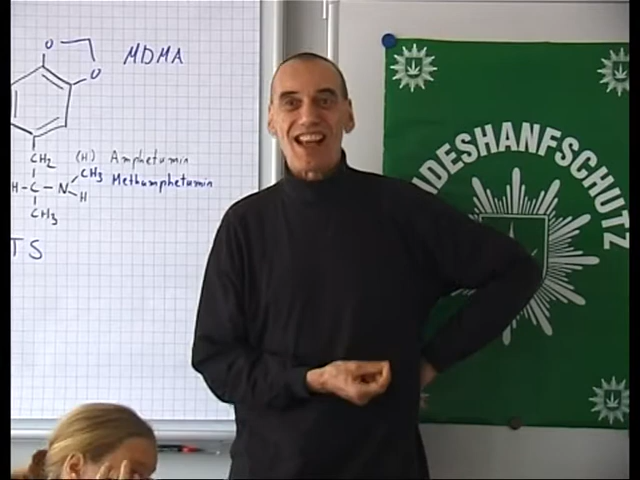 O
O
MDMA
CH₂ (H) Amphetamin
H-C-N CH₃ Methamphetamin
H
CH₃
TS
DESHANFSCHUTZ